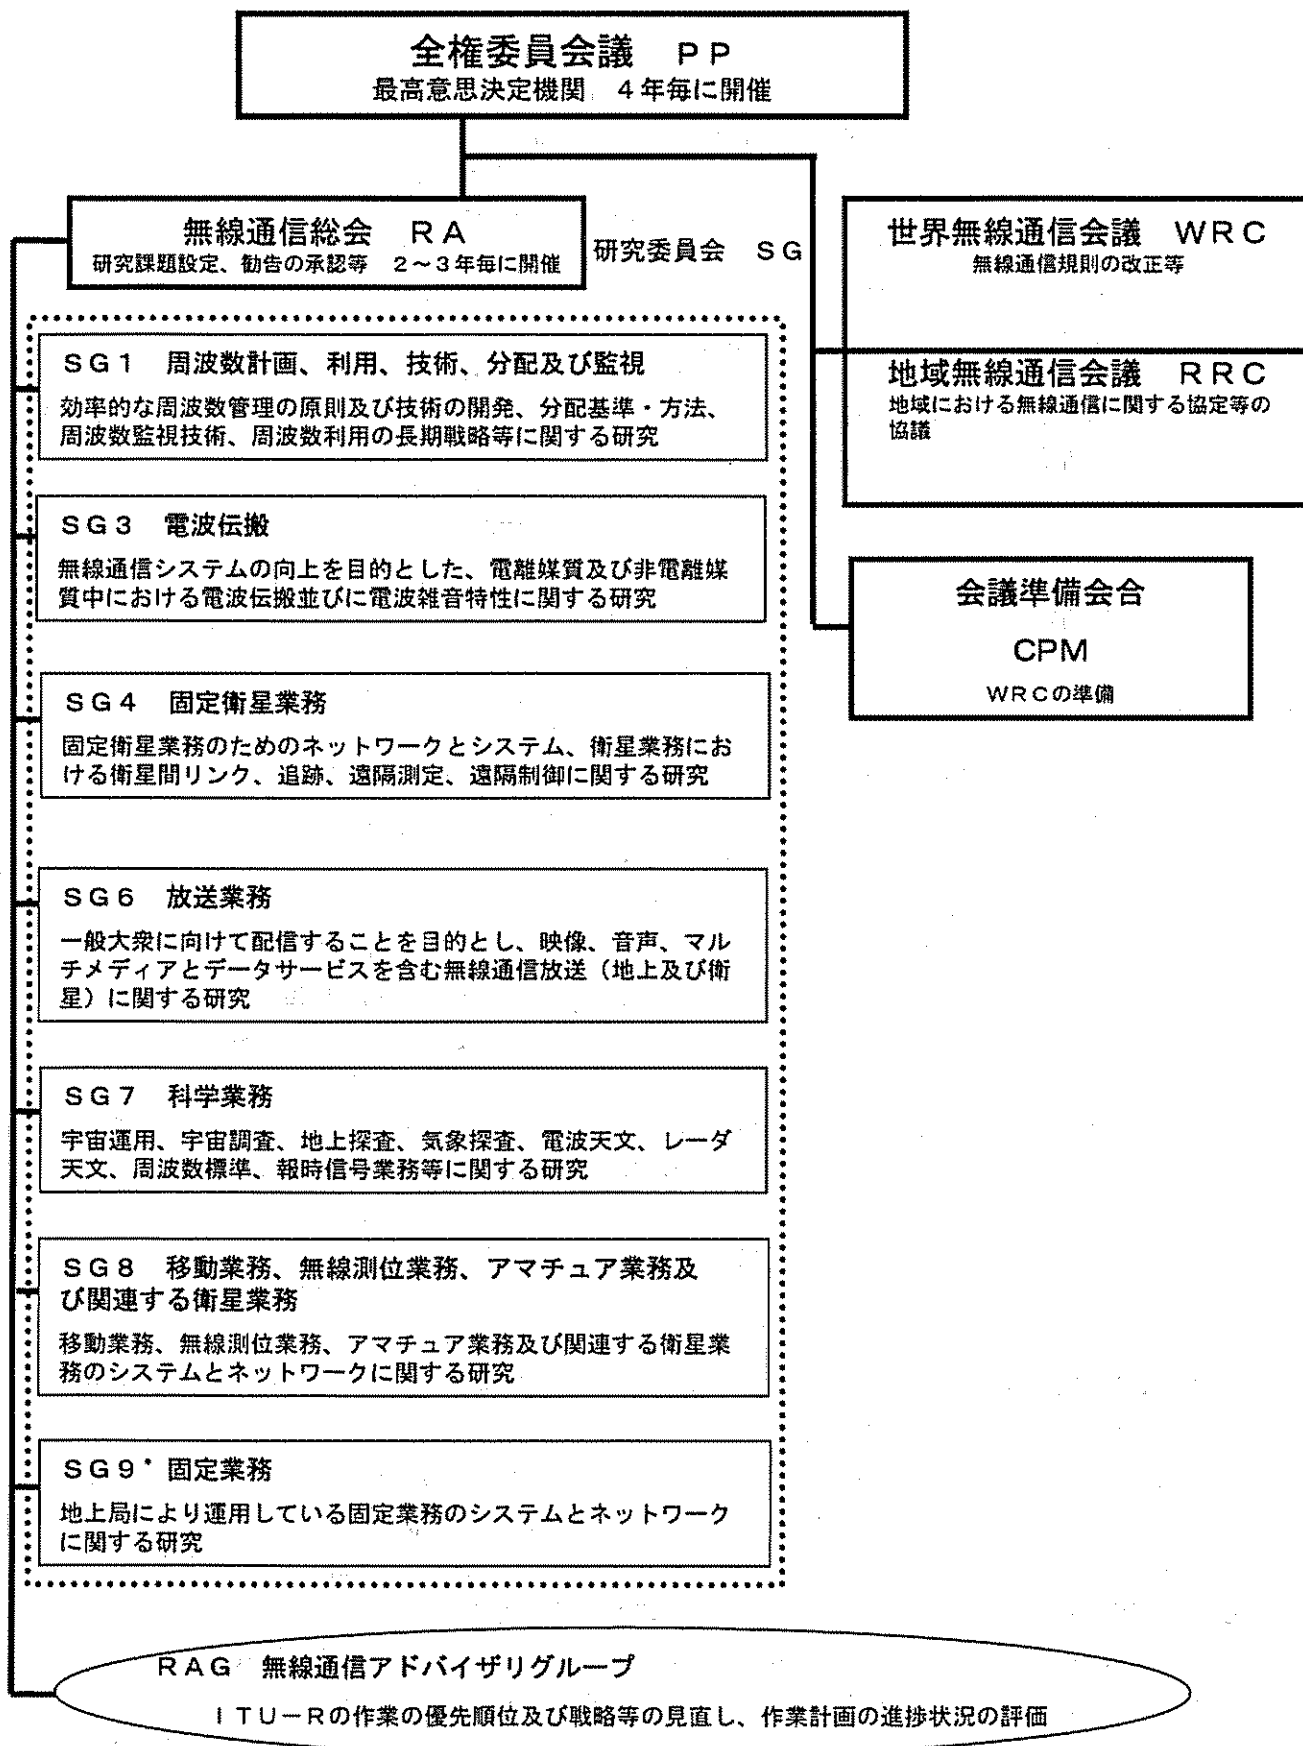 全権委員会議　ＰＰ
最高意思決定機関　４年毎に開催
無線通信総会　ＲＡ
研究課題設定、勧告の承認等　２～３年毎に開催
研究委員会　ＳＧ
世界無線通信会議　ＷＲＣ
無線通信規則の改正等
地域無線通信会議　ＲＲＣ
地域における無線通信に関する協定等の
協議
会議準備会合
CPM
ＷＲＣの準備
ＳＧ１　周波数計画、利用、技術、分配及び監視
効率的な周波数管理の原則及び技術の開発、分配基準・方法、
周波数監視技術、周波数利用の長期戦略等に関する研究
ＳＧ３　電波伝搬
無線通信システムの向上を目的とした、電離媒質及び非電離媒
質中における電波伝搬並びに電波雑音特性に関する研究
ＳＧ４　固定衛星業務
固定衛星業務のためのネットワークとシステム、衛星業務にお
ける衛星間リンク、追跡、遠隔測定、遠隔制御に関する研究
ＳＧ６　放送業務
一般大衆に向けて配信することを目的とし、映像、音声、マル
チメディアとデータサービスを含む無線通信放送（地上及び衛
星）に関する研究
ＳＧ７　科学業務
宇宙運用、宇宙調査、地上探査、気象探査、電波天文、レーダ
天文、周波数標準、報時信号業務等に関する研究
ＳＧ８　移動業務、無線測位業務、アマチュア業務及
び関連する衛星業務
移動業務、無線測位業務、アマチュア業務及び関連する衛星業
務のシステムとネットワークに関する研究
ＳＧ９*　固定業務
地上局により運用している固定業務のシステムとネットワーク
に関する研究
ＲＡＧ　無線通信アドバイザリグループ
ＩＴＵ－Ｒの作業の優先順位及び戦略等の見直し、作業計画の進捗状況の評価